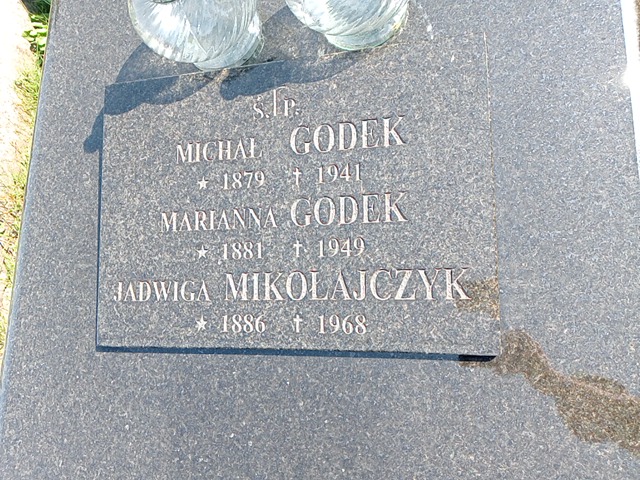 Ś.†P.
MICHAŁ GODEK
★ 1879 † 1941
MARIANNA GODEK
★ 1881 † 1949
JADWIGA MIKOŁAJCZYK
★ 1886 † 1968